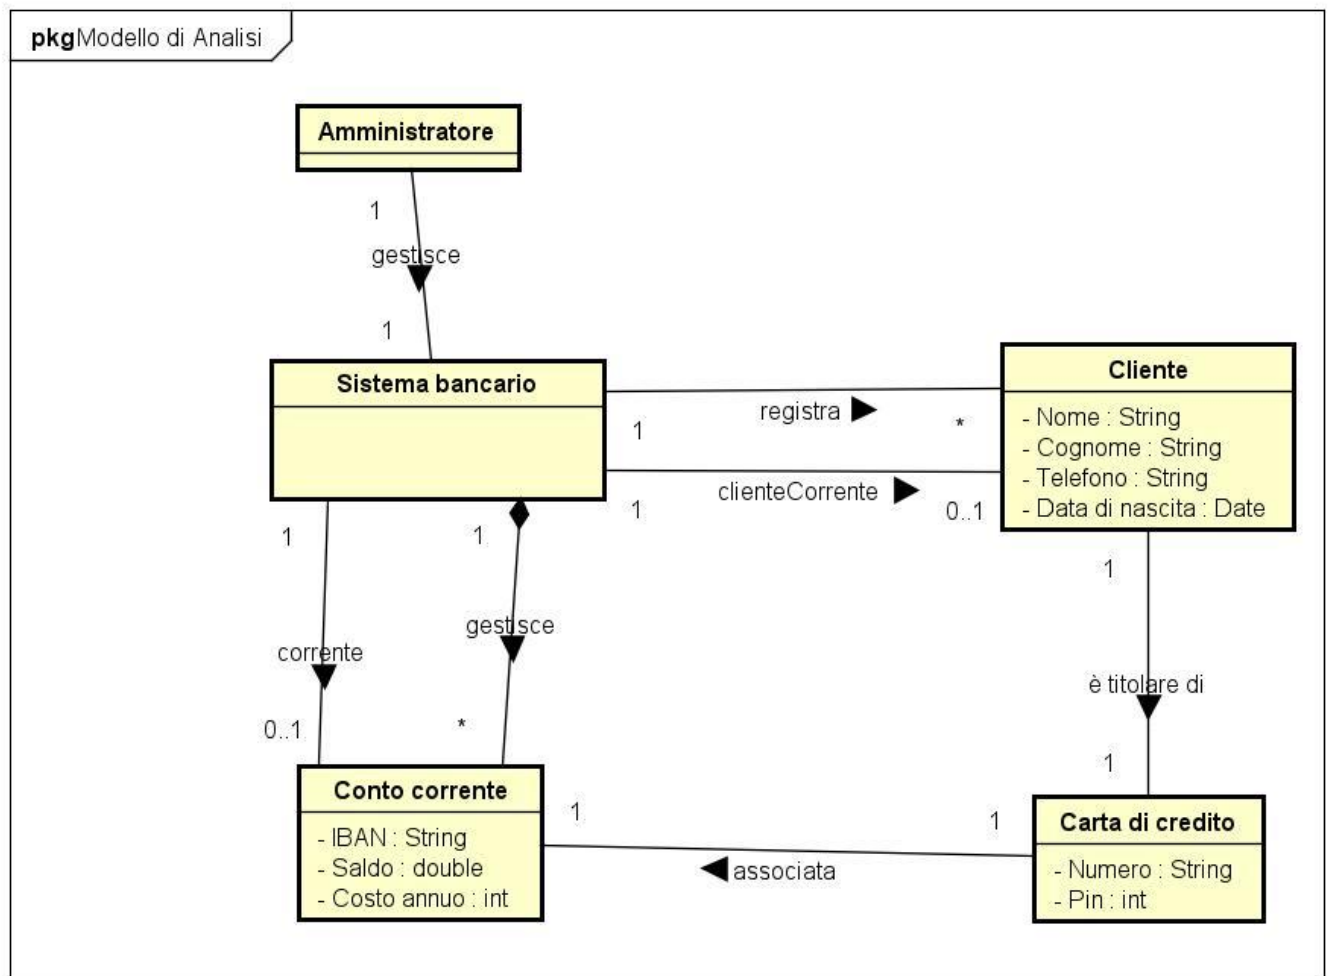 pkg Modello di Analisi
Amministratore
1
gestisce
1
Sistema bancario
Cliente
- Nome : String
- Cognome : String
- Telefono : String
- Data di nascita : Date
registra
1
*
clienteCorrente
1
0..1
1
1
1
gestisce
corrente
è titolare di
0..1
*
1
Conto corrente
- IBAN : String
- Saldo : double
- Costo annuo : int
1
1
associata
Carta di credito
- Numero : String
- Pin : int